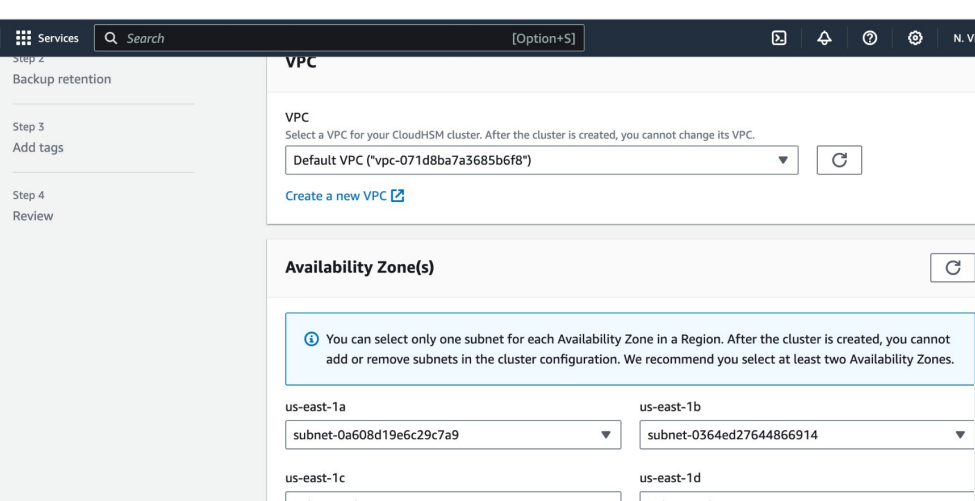 Services
Search
[Option+S]
N. V
Step 2
Backup retention
VPC
Step 3
Add tags
VPC
Select a VPC for your CloudHSM cluster. After the cluster is created, you cannot change its VPC.
Default VPC ("vpc-071d8ba7a3685b6f8")
Create a new VPC
Step 4
Review
Availability Zone(s)
You can select only one subnet for each Availability Zone in a Region. After the cluster is created, you cannot
add or remove subnets in the cluster configuration. We recommend you select at least two Availability Zones.
us-east-1a
us-east-1b
subnet-0a608d19e6c29c7a9
subnet-0364ed27644866914
us-east-1c
us-east-1d